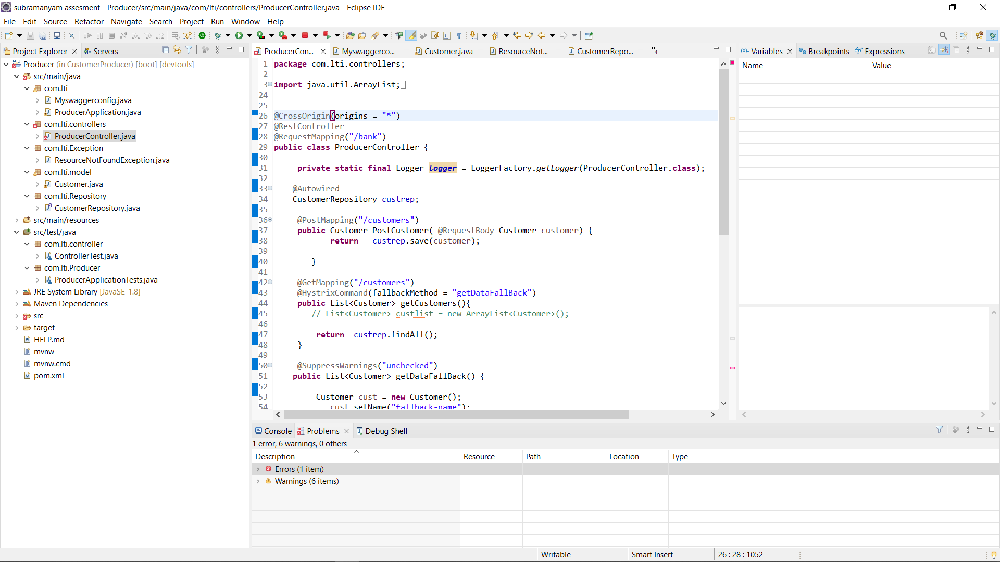 subramanyam assesment - Producer/src/main/java/com/lti/controllers/ProducerController.java - Eclipse IDE
File Edit Source Refactor Navigate Search Project Run Window Help
Project Explorer Servers
Producer (in CustomerProducer) [boot] [devtools]
src/main/java
com.lti
Myswaggerconfig.java
ProducerApplication.java
com.lti.controllers
ProducerController.java
com.lti.Exception
ResourceNotFoundException.java
com.lti.model
Customer.java
com.lti.Repository
CustomerRepository.java
src/main/resources
src/test/java
com.lti.controller
ControllerTest.java
com.lti.Producer
ProducerApplicationTests.java
JRE System Library [JavaSE-1.8]
Maven Dependencies
src
target
HELP.md
mvnw
mvnw.cmd
pom.xml
ProducerCon... Myswaggerco... Customer.java ResourceNot... CustomerRepo... »4
1 package com.lti.controllers;
2
3 import java.util.ArrayList;
24
25
26 @CrossOrigin(origins = "*")
27 @RestController
28 @RequestMapping("/bank")
29 public class ProducerController {
30
31 private static final Logger logger = LoggerFactory.getLogger(ProducerController.class);
32
33 @Autowired
34 CustomerRepository custrep;
35
36 @PostMapping("/customers")
37 public Customer PostCustomer( @RequestBody Customer customer) {
38 return custrep.save(customer);
39
40 }
41
42 @GetMapping("/customers")
43 @HystrixCommand(fallbackMethod = "getDataFallBack")
44 public List<Customer> getCustomers(){
45 // List<Customer> custlist = new ArrayList<Customer>();
46
47 return custrep.findAll();
48 }
49
50 @SuppressWarnings("unchecked")
51 public List<Customer> getDataFallBack() {
52
53 Customer cust = new Customer();
54 cust.setName("fallback-name");
Variables Breakpoints Expressions
Name Value
Console Problems Debug Shell
1 error, 6 warnings, 0 others
Description Resource Path Location Type
Errors (1 item)
Warnings (6 items)
Writable Smart Insert 26 : 28 : 1052